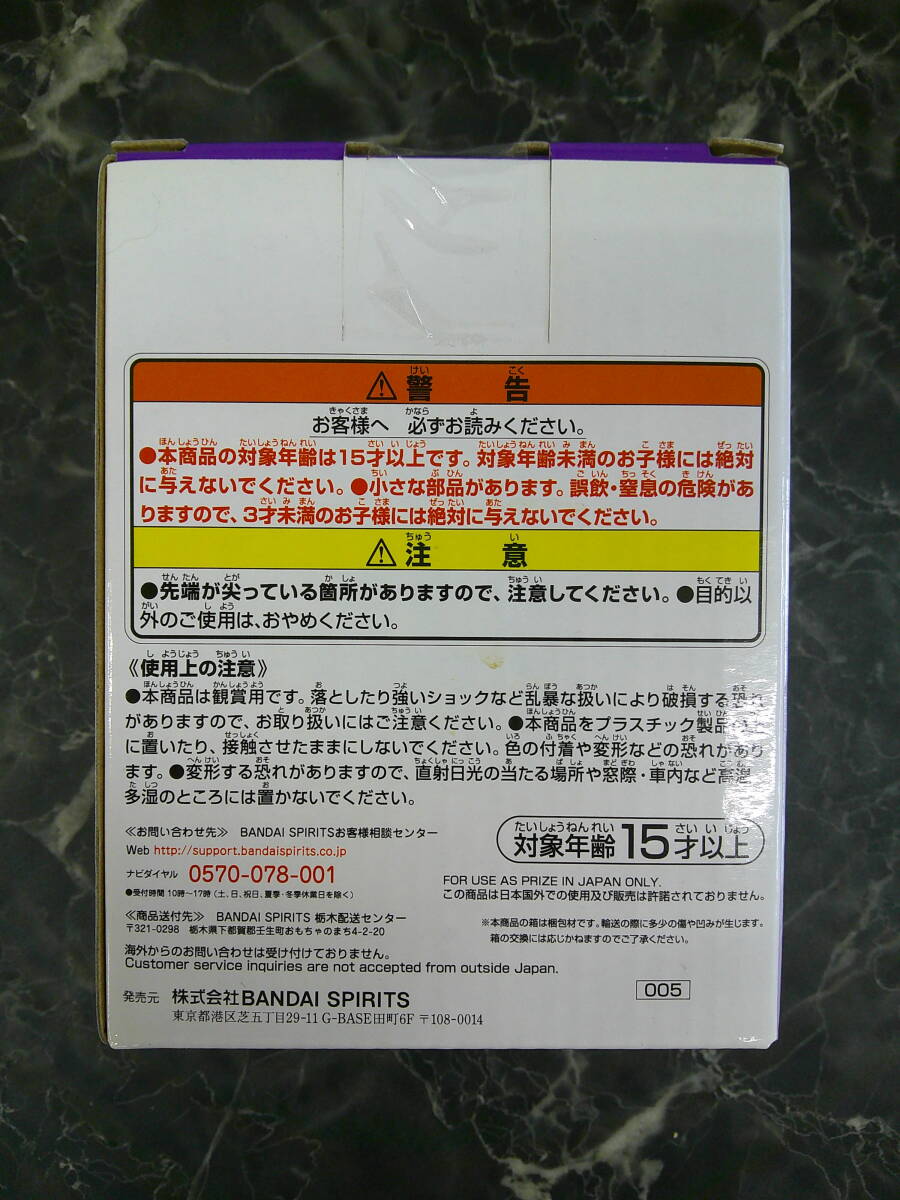 ⚠警告
お客様へ 必ずお読みください。
●本商品の対象年齢は15才以上です。対象年齢未満のお子様には絶対
に与えないでください。●小さな部品があります。誤飲・窒息の危険があ
りますので、3才未満のお子様には絶対に与えないでください。
⚠注意
●先端が尖っている箇所がありますので、注意してください。●目的以
外のご使用は、おやめください。
《使用上の注意》
●本商品は観賞用です。落としたり強いショックなど乱暴な扱いにより破損する恐れ
がありますので、お取り扱いにはご注意ください。●本商品をプラスチック製品の上
に置いたり、接触させたままにしないでください。色の付着や変形などの恐れがあり
ます。●変形する恐れがありますので、直射日光の当たる場所や窓際・車内など高温
多湿のところには置かないでください。
≪お問い合わせ先≫ BANDAI SPIRITSお客様相談センター
Web http://support.bandaispirits.co.jp
ナビダイヤル 0570-078-001
●受付時間 10時~17時 (土、日、祝日、夏季・冬季休業日を除く)
≪商品送付先≫ BANDAI SPIRITS 栃木配送センター
〒321-0298 栃木県下都賀郡壬生町おもちゃのまち4-2-20
海外からのお問い合わせは受け付けておりません。
Customer service inquiries are not accepted from outside Japan.
対象年齢15才以上
FOR USE AS PRIZE IN JAPAN ONLY.
この商品は日本国外での使用及び販売は許諾されておりません。
※本商品の箱は梱包材です。輸送の際に多少の傷や凹みが生じます。
箱の交換には応じかねますのでご了承ください。
005
発売元 株式会社BANDAI SPIRITS
東京都港区芝五丁目29-11 G-BASE田町6F 〒108-0014